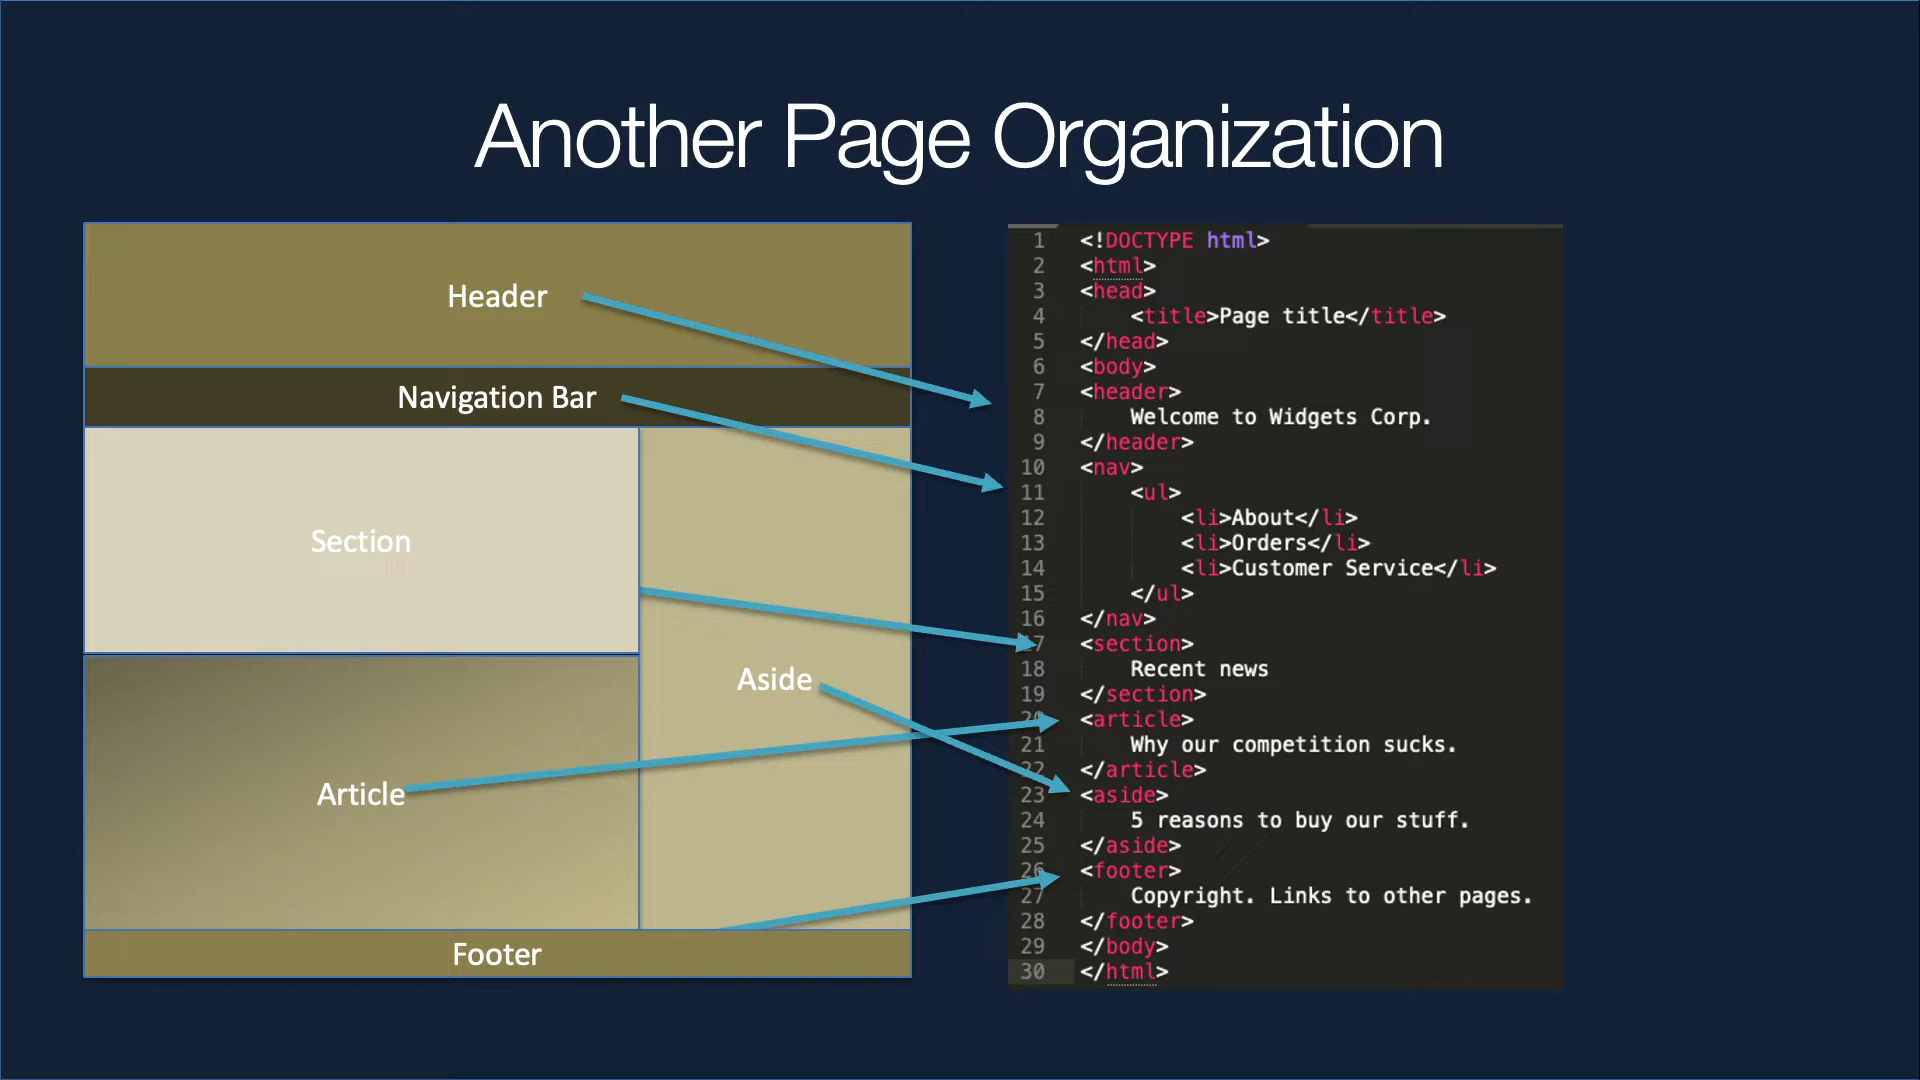 Another Page Organization
Header
Navigation Bar
Section
Aside
Article
Footer
1 <!DOCTYPE html>
2 <html>
3 <head>
4 <title>Page title</title>
5 </head>
6 <body>
7 <header>
8 Welcome to Widgets Corp.
9 </header>
10 <nav>
11 <ul>
12 <li>About</li>
13 <li>Orders</li>
14 <li>Customer Service</li>
15 </ul>
16 </nav>
17 <section>
18 Recent news
19 </section>
20 <article>
21 Why our competition sucks.
22 </article>
23 <aside>
24 5 reasons to buy our stuff.
25 </aside>
26 <footer>
27 Copyright. Links to other pages.
28 </footer>
29 </body>
30 </html>